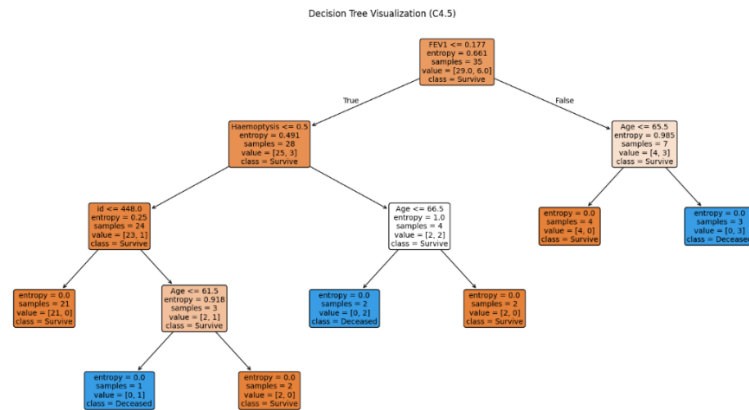 Decision Tree Visualization (C4.5)
FEV1 <= 0.177
entropy = 0.661
samples = 35
value = [29.0, 6.0]
class = Survive
True
False
Haemoptysis <= 0.5
entropy = 0.491
samples = 28
value = [25, 3]
class = Survive
Age <= 65.5
entropy = 0.985
samples = 7
value = [4, 3]
class = Survive
id <= 448.0
entropy = 0.25
samples = 24
value = [23, 1]
class = Survive
Age <= 66.5
entropy = 1.0
samples = 4
value = [2, 2]
class = Survive
entropy = 0.0
samples = 4
value = [4, 0]
class = Survive
entropy = 0.0
samples = 3
value = [0, 3]
class = Deceased
entropy = 0.0
samples = 21
value = [21, 0]
class = Survive
Age <= 61.5
entropy = 0.918
samples = 3
value = [2, 1]
class = Survive
entropy = 0.0
samples = 2
value = [0, 2]
class = Deceased
entropy = 0.0
samples = 2
value = [2, 0]
class = Survive
entropy = 0.0
samples = 1
value = [0, 1]
class = Deceased
entropy = 0.0
samples = 2
value = [2, 0]
class = Survive